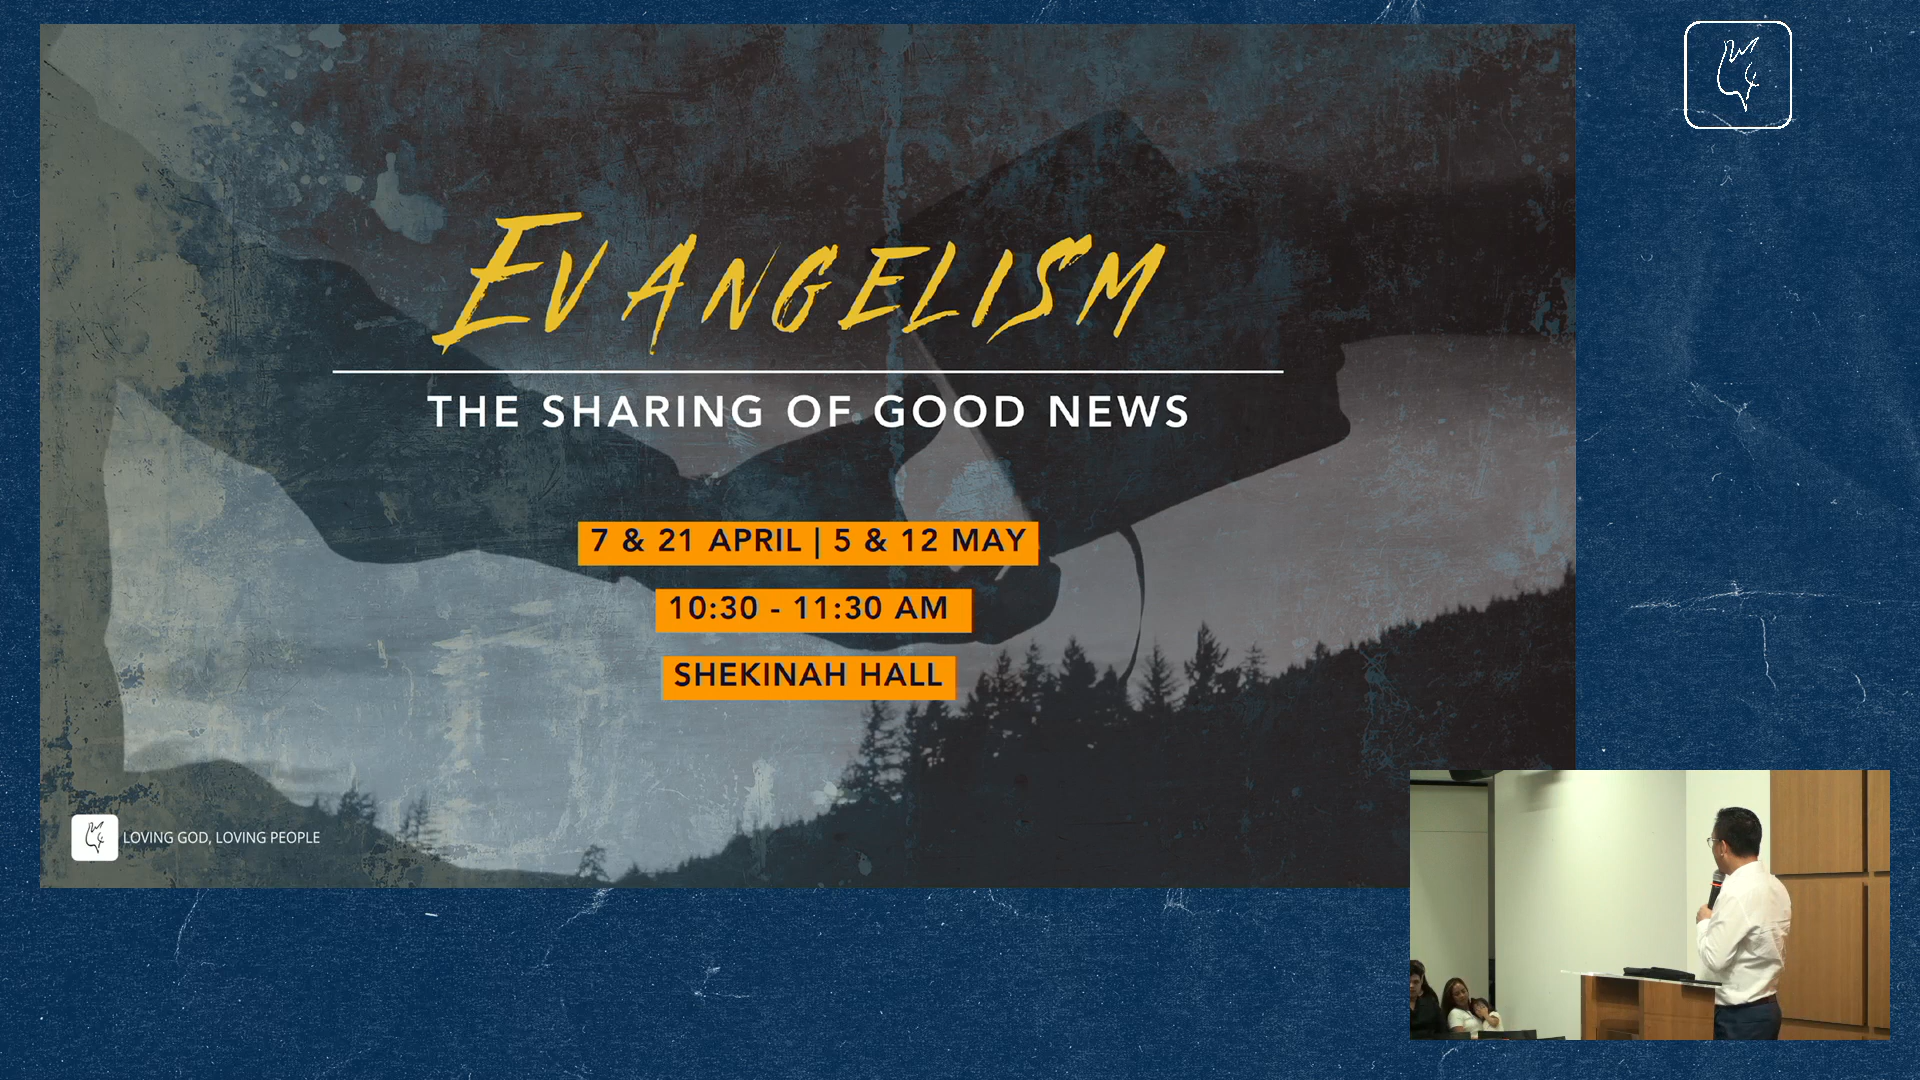 EVANGELISM
THE SHARING OF GOOD NEWS
7 & 21 APRIL | 5 & 12 MAY
10:30 - 11:30 AM
SHEKINAH HALL
LOVING GOD, LOVING PEOPLE